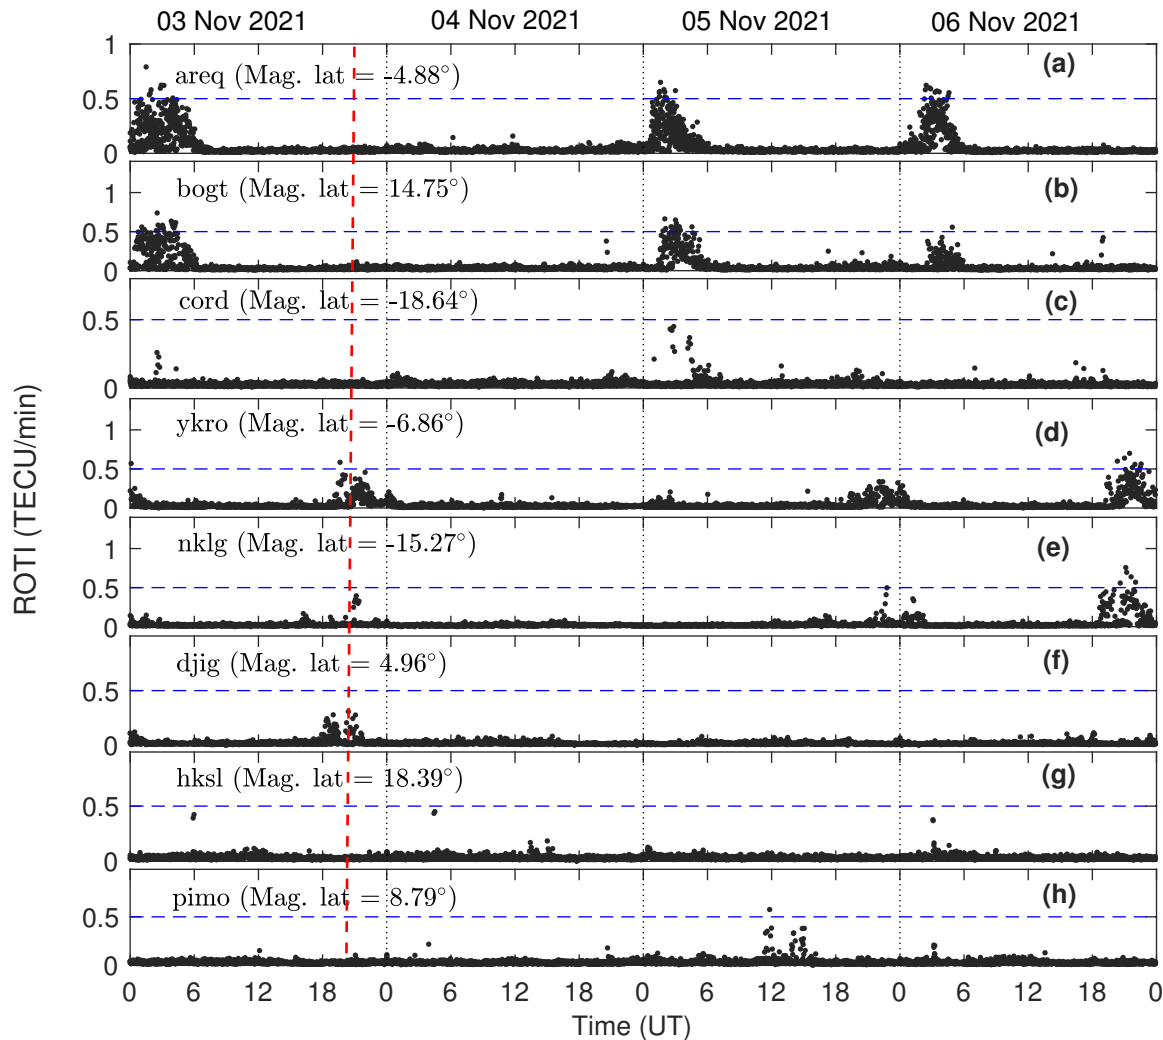 03 Nov 2021 04 Nov 2021 05 Nov 2021 06 Nov 2021
1
areq (Mag. lat = -4.88°) (a)
0.5
0
bogt (Mag. lat = 14.75°) (b)
1
0.5
0
cord (Mag. lat = -18.64°) (c)
0.5
0
ykro (Mag. lat = -6.86°) (d)
1
0.5
0
nklg (Mag. lat = -15.27°) (e)
1
0.5
0
djig (Mag. lat = 4.96°) (f)
0.5
0
hksl (Mag. lat = 18.39°) (g)
0.5
0
pimo (Mag. lat = 8.79°) (h)
0.5
0
0 6 12 18 0 6 12 18 0 6 12 18 0 6 12 18 0
Time (UT)
ROTI (TECU/min)